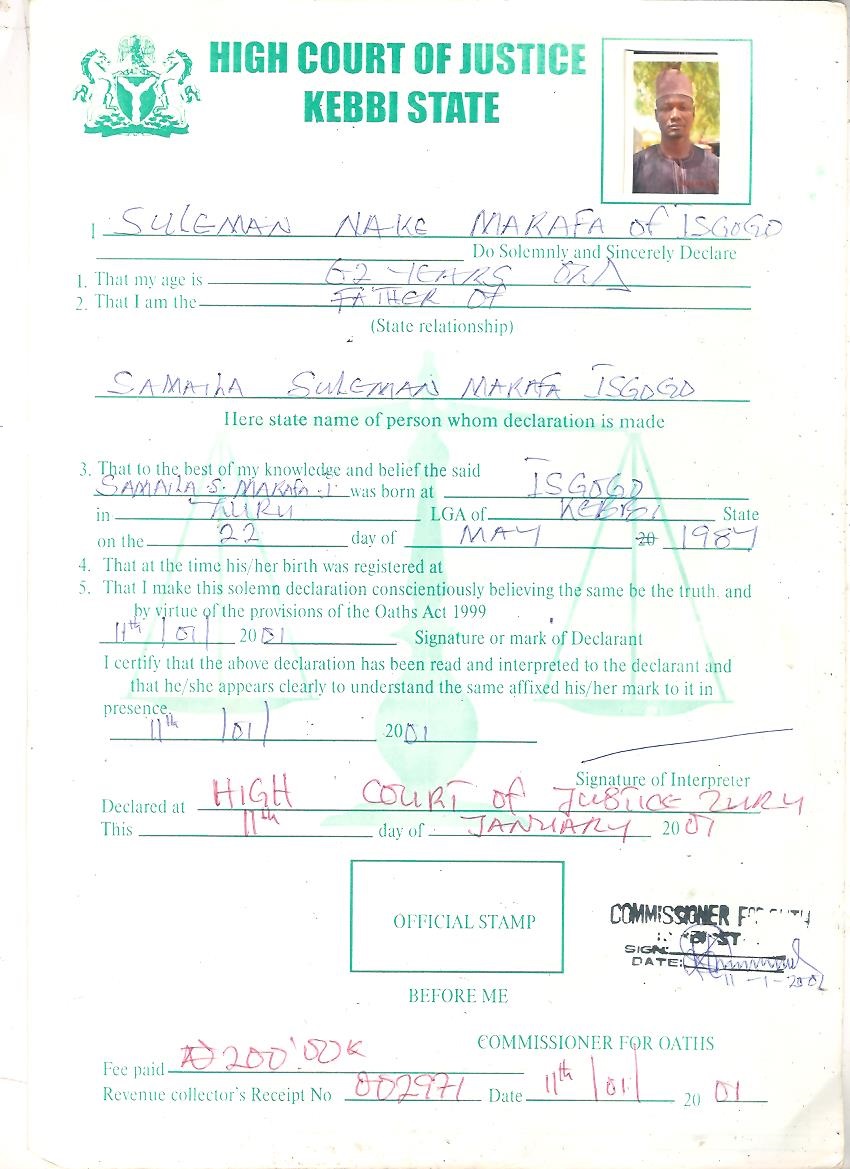 HIGH COURT OF JUSTICE
KEBBI STATE
I SULEMAN NAKE MAKAFA of ISGOGO
Do Solemnly and Sincerely Declare
1. That my age is 62 YEARS OLD
2. That I am the FATHER OF
(State relationship)
SAMAILA SULEMAN MAKAFA ISGOGO
Here state name of person whom declaration is made
3. That to the best of my knowledge and belief the said
SAMAILA S. MAKAFA .I. was born at ISGOGO
in ZURU LGA of KEBBI State
on the 22 day of MAY 20 1987
4. That at the time his/her birth was registered at
5. That I make this solemn declaration conscientiously believing the same be the truth. and
by virtue of the provisions of the Oaths Act 1999
11th /01/ 2001 Signature or mark of Declarant
I certify that the above declaration has been read and interpreted to the declarant and
that he/she appears clearly to understand the same affixed his/her mark to it in
presence.
11th /01/ 2001
Signature of Interpreter
Declared at HIGH COURT of JUSTICE ZURU
This 11th day of JANUARY 2001
OFFICIAL STAMP
COMMISSIONER
SIGN:
DATE:
BEFORE ME
COMMISSIONER FOR OATHS
Fee paid ₦200'00K
Revenue collector's Receipt No 002971 Date 11th /01/ 20 01